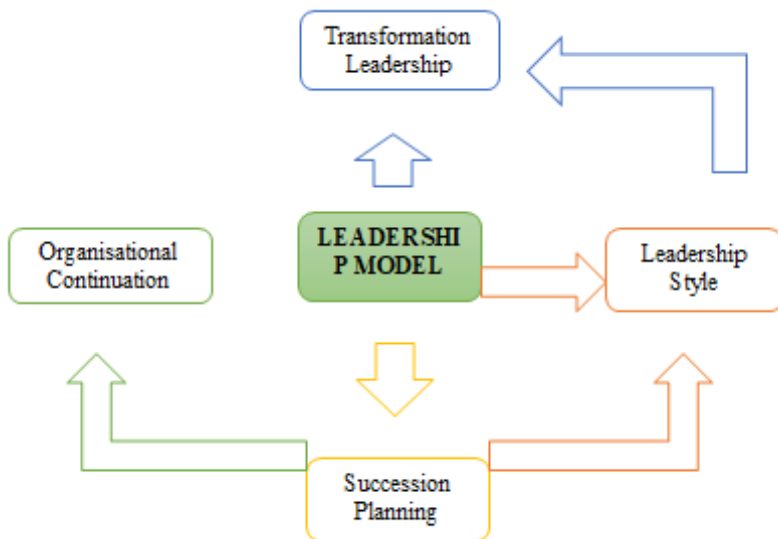 Transformation
Leadership
Organisational
Continuation
LEADERSHI
P MODEL
Leadership
Style
Succession
Planning